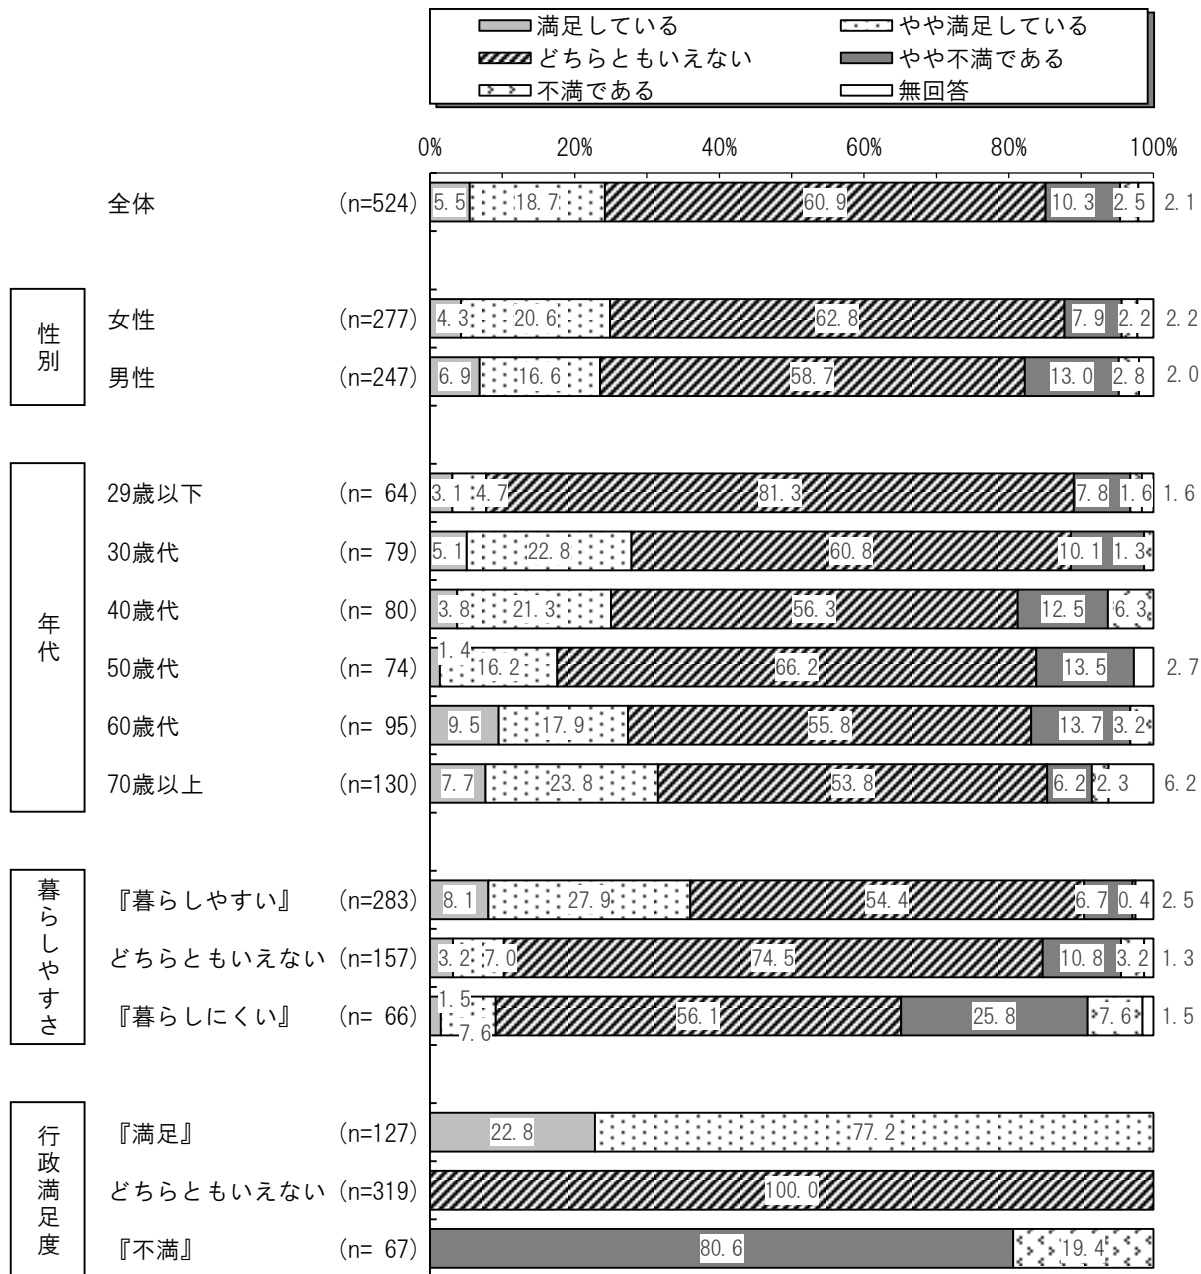 満足している やや満足している
どちらともいえない やや不満である
不満である 無回答
0% 20% 40% 60% 80% 100%
全体 (n=524) 5.5 18.7 60.9 10.3 2.5 2.1
性別
女性 (n=277) 4.3 20.6 62.8 7.9 2.2 2.2
男性 (n=247) 6.9 16.6 58.7 13.0 2.8 2.0
年代
29歳以下 (n= 64) 3.1 4.7 81.3 7.8 1.6 1.6
30歳代 (n= 79) 5.1 22.8 60.8 10.1 1.3
40歳代 (n= 80) 3.8 21.3 56.3 12.5 6.3
50歳代 (n= 74) 1.4 16.2 66.2 13.5 2.7
60歳代 (n= 95) 9.5 17.9 55.8 13.7 3.2
70歳以上 (n=130) 7.7 23.8 53.8 6.2 2.3 6.2
暮らしやすさ
『暮らしやすい』 (n=283) 8.1 27.9 54.4 6.7 0.4 2.5
どちらともいえない (n=157) 3.2 7.0 74.5 10.8 3.2 1.3
『暮らしにくい』 (n= 66) 1.5 7.6 56.1 25.8 7.6 1.5
行政満足度
『満足』 (n=127) 22.8 77.2
どちらともいえない (n=319) 100.0
『不満』 (n= 67) 80.6 19.4